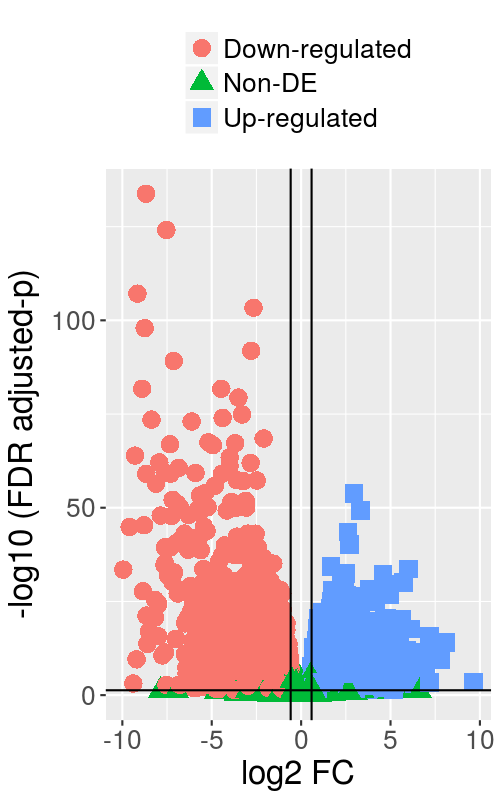 Down-regulated
Non-DE
Up-regulated
-log10 (FDR adjusted-p)
100
50
0
-10 -5 0 5 10
log2 FC